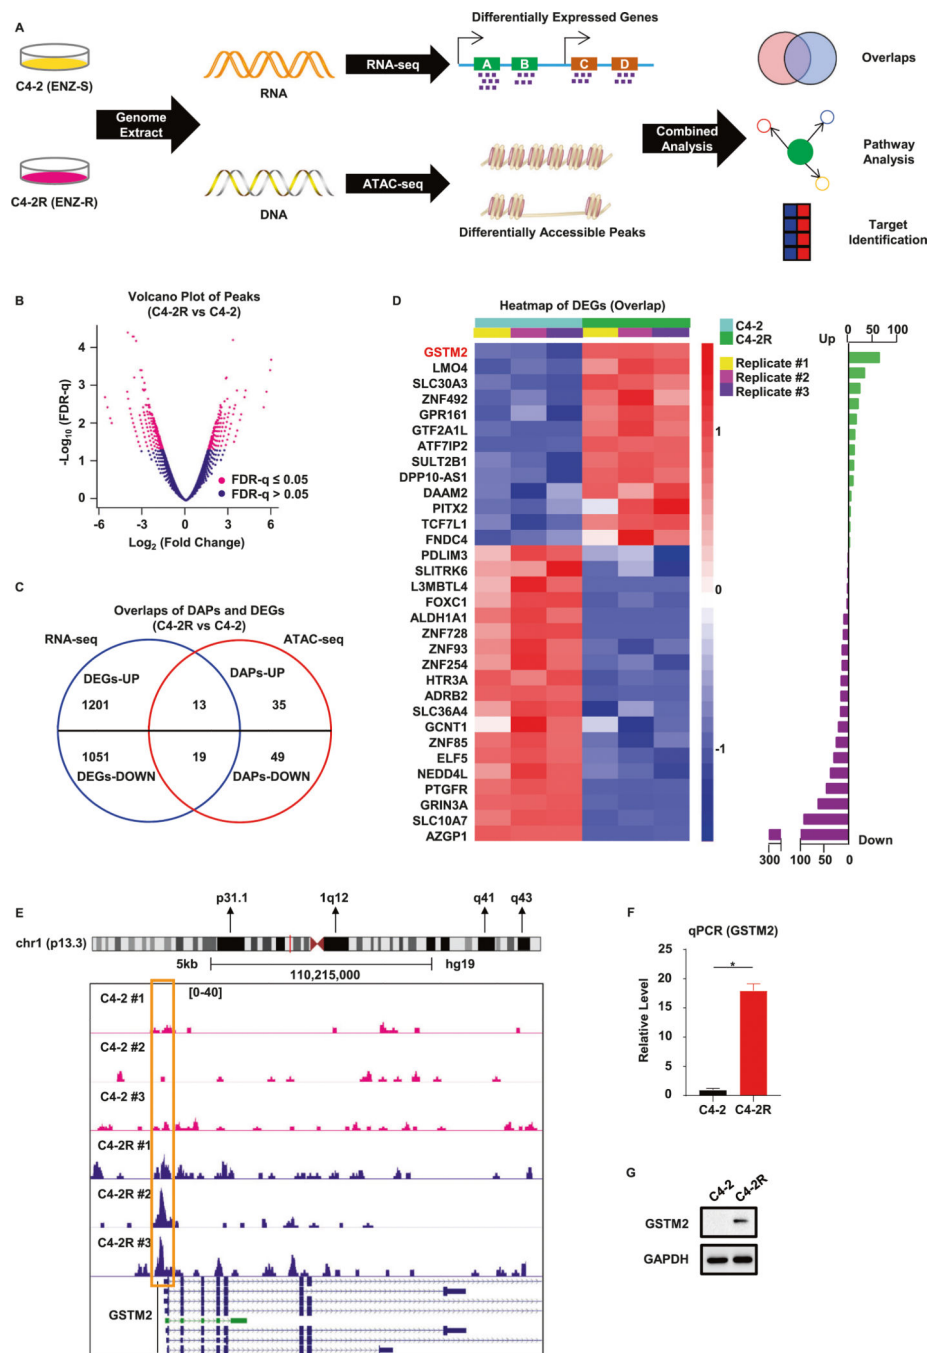 A
C4-2 (ENZ-S)
C4-2R (ENZ-R)
Genome
Extract
RNA
DNA
RNA-seq
ATAC-seq
Differentially Expressed Genes
A B C D
Differentially Accessible Peaks
Combined
Analysis
Overlaps
Pathway
Analysis
Target
Identification
B
Volcano Plot of Peaks
(C4-2R vs C4-2)
-Log10 (FDR-q)
4
3
2
1
0
FDR-q ≤ 0.05
FDR-q > 0.05
-6 -3 0 3 6
Log2 (Fold Change)
C
Overlaps of DAPs and DEGs
(C4-2R vs C4-2)
RNA-seq
ATAC-seq
DEGs-UP
DAPs-UP
1201 13 35
1051 19 49
DEGs-DOWN
DAPs-DOWN
D
Heatmap of DEGs (Overlap)
C4-2
C4-2R
Replicate #1
Replicate #2
Replicate #3
GSTM2
LMO4
SLC30A3
ZNF492
GPR161
GTF2A1L
ATF7IP2
SULT2B1
DPP10-AS1
DAAM2
PITX2
TCF7L1
FNDC4
PDLIM3
SLITRK6
L3MBTL4
FOXC1
ALDH1A1
ZNF728
ZNF93
ZNF254
HTR3A
ADRB2
SLC36A4
GCNT1
ZNF85
ELF5
NEDD4L
PTGFR
GRIN3A
SLC10A7
AZGP1
1
0
-1
0 50 100
Up
Down
300 100 50 0
E
p31.1 1q12 q41 q43
chr1 (p13.3)
5kb
hg19
110,215,000
[0-40]
C4-2 #1
C4-2 #2
C4-2 #3
C4-2R #1
C4-2R #2
C4-2R #3
GSTM2
F
qPCR (GSTM2)
Relative Level
25
20
15
10
5
0
*
C4-2 C4-2R
G
C4-2 C4-2R
GSTM2
GAPDH